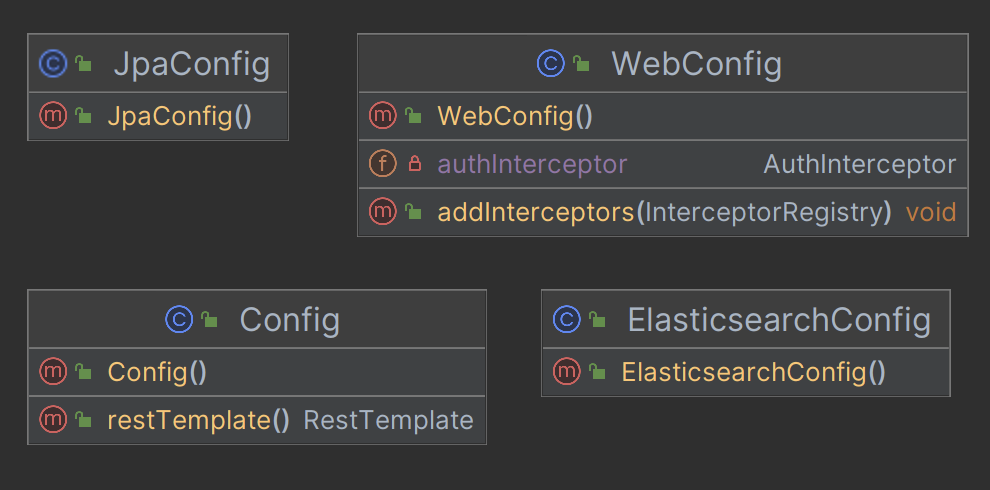 JpaConfig
JpaConfig()
WebConfig
WebConfig()
authInterceptor AuthInterceptor
addInterceptors(InterceptorRegistry) void
Config
Config()
restTemplate() RestTemplate
ElasticsearchConfig
ElasticsearchConfig()